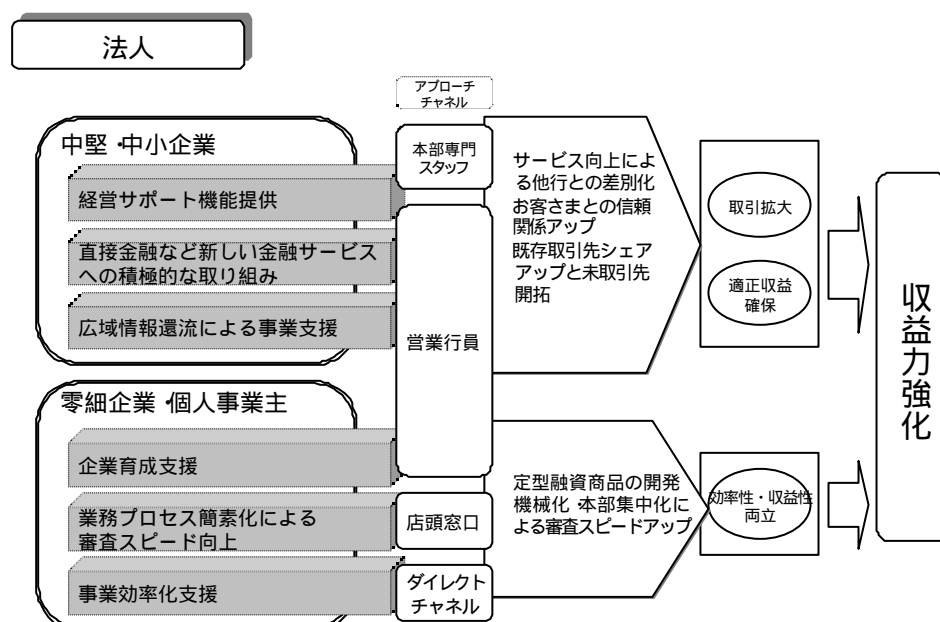 法人
アプローチ
チャネル
中堅・中小企業
経営サポート機能提供
直接金融など新しい金融サービス
への積極的な取り組み
広域情報還流による事業支援
零細企業・個人事業主
企業育成支援
業務プロセス簡素化による
審査スピード向上
事業効率化支援
本部専門
スタッフ
営業行員
店頭窓口
ダイレクト
チャネル
サービス向上によ
る他行との差別化
お客さまとの信頼
関係アップ
既存取引先シェア
アップと未取引先
開拓
定型融資商品の開発
機械化・本部集中化に
よる審査スピードアップ
取引拡大
適正収益
確保
効率性・収益性
両立
収益力強化